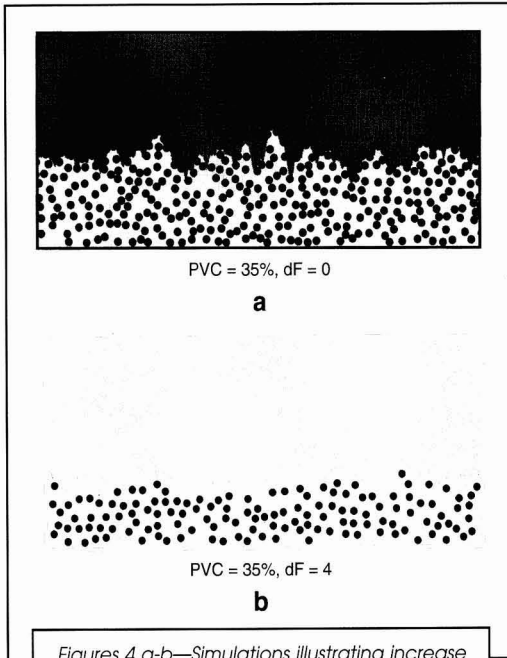 PVC = 35%, dF = 0
a
PVC = 35%, dF = 4
b
Figures 4 a-b—Simulations illustrating increase